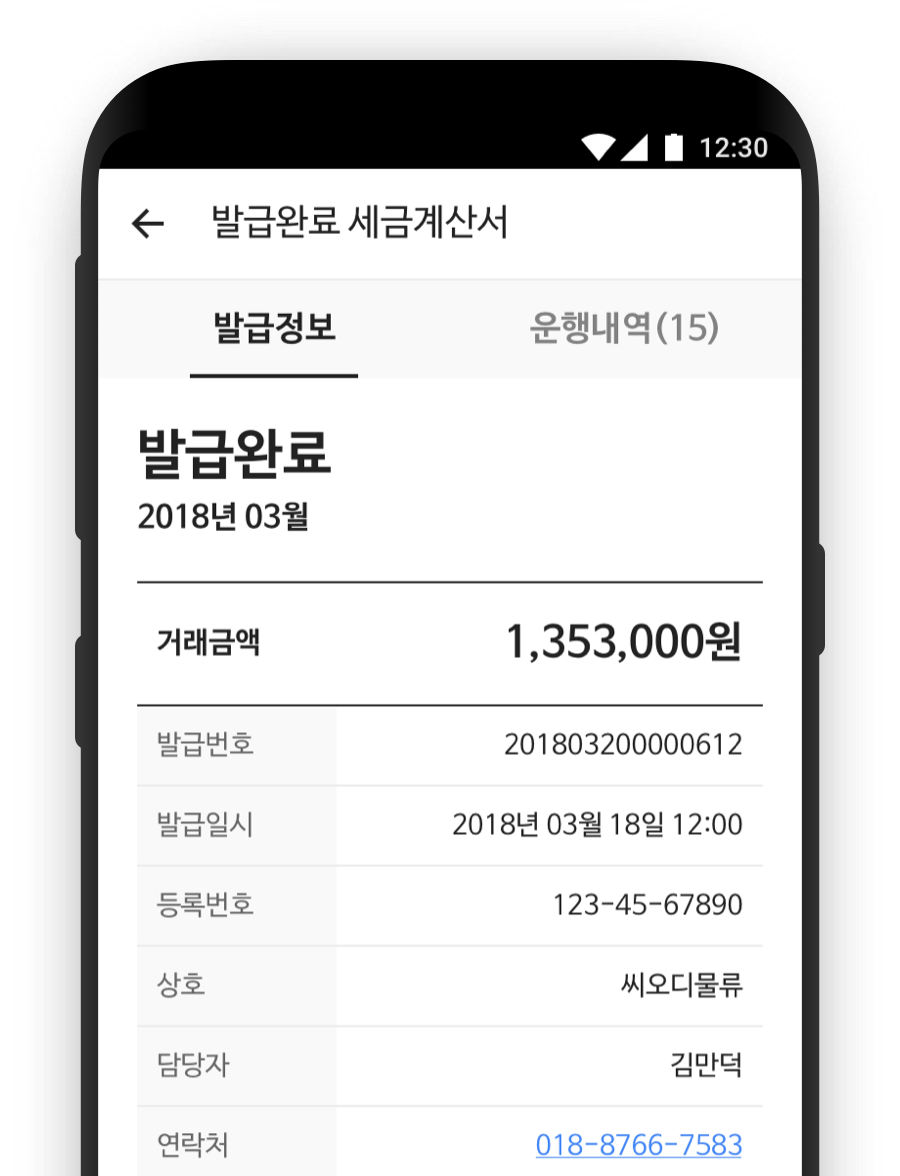 12:30
발급완료 세금계산서
발급정보 운행내역(15)
발급완료
2018년 03월
거래금액 1,353,000원
발급번호 201803200000612
발급일시 2018년 03월 18일 12:00
등록번호 123-45-67890
상호 씨오디물류
담당자 김만덕
연락처 018-8766-7583